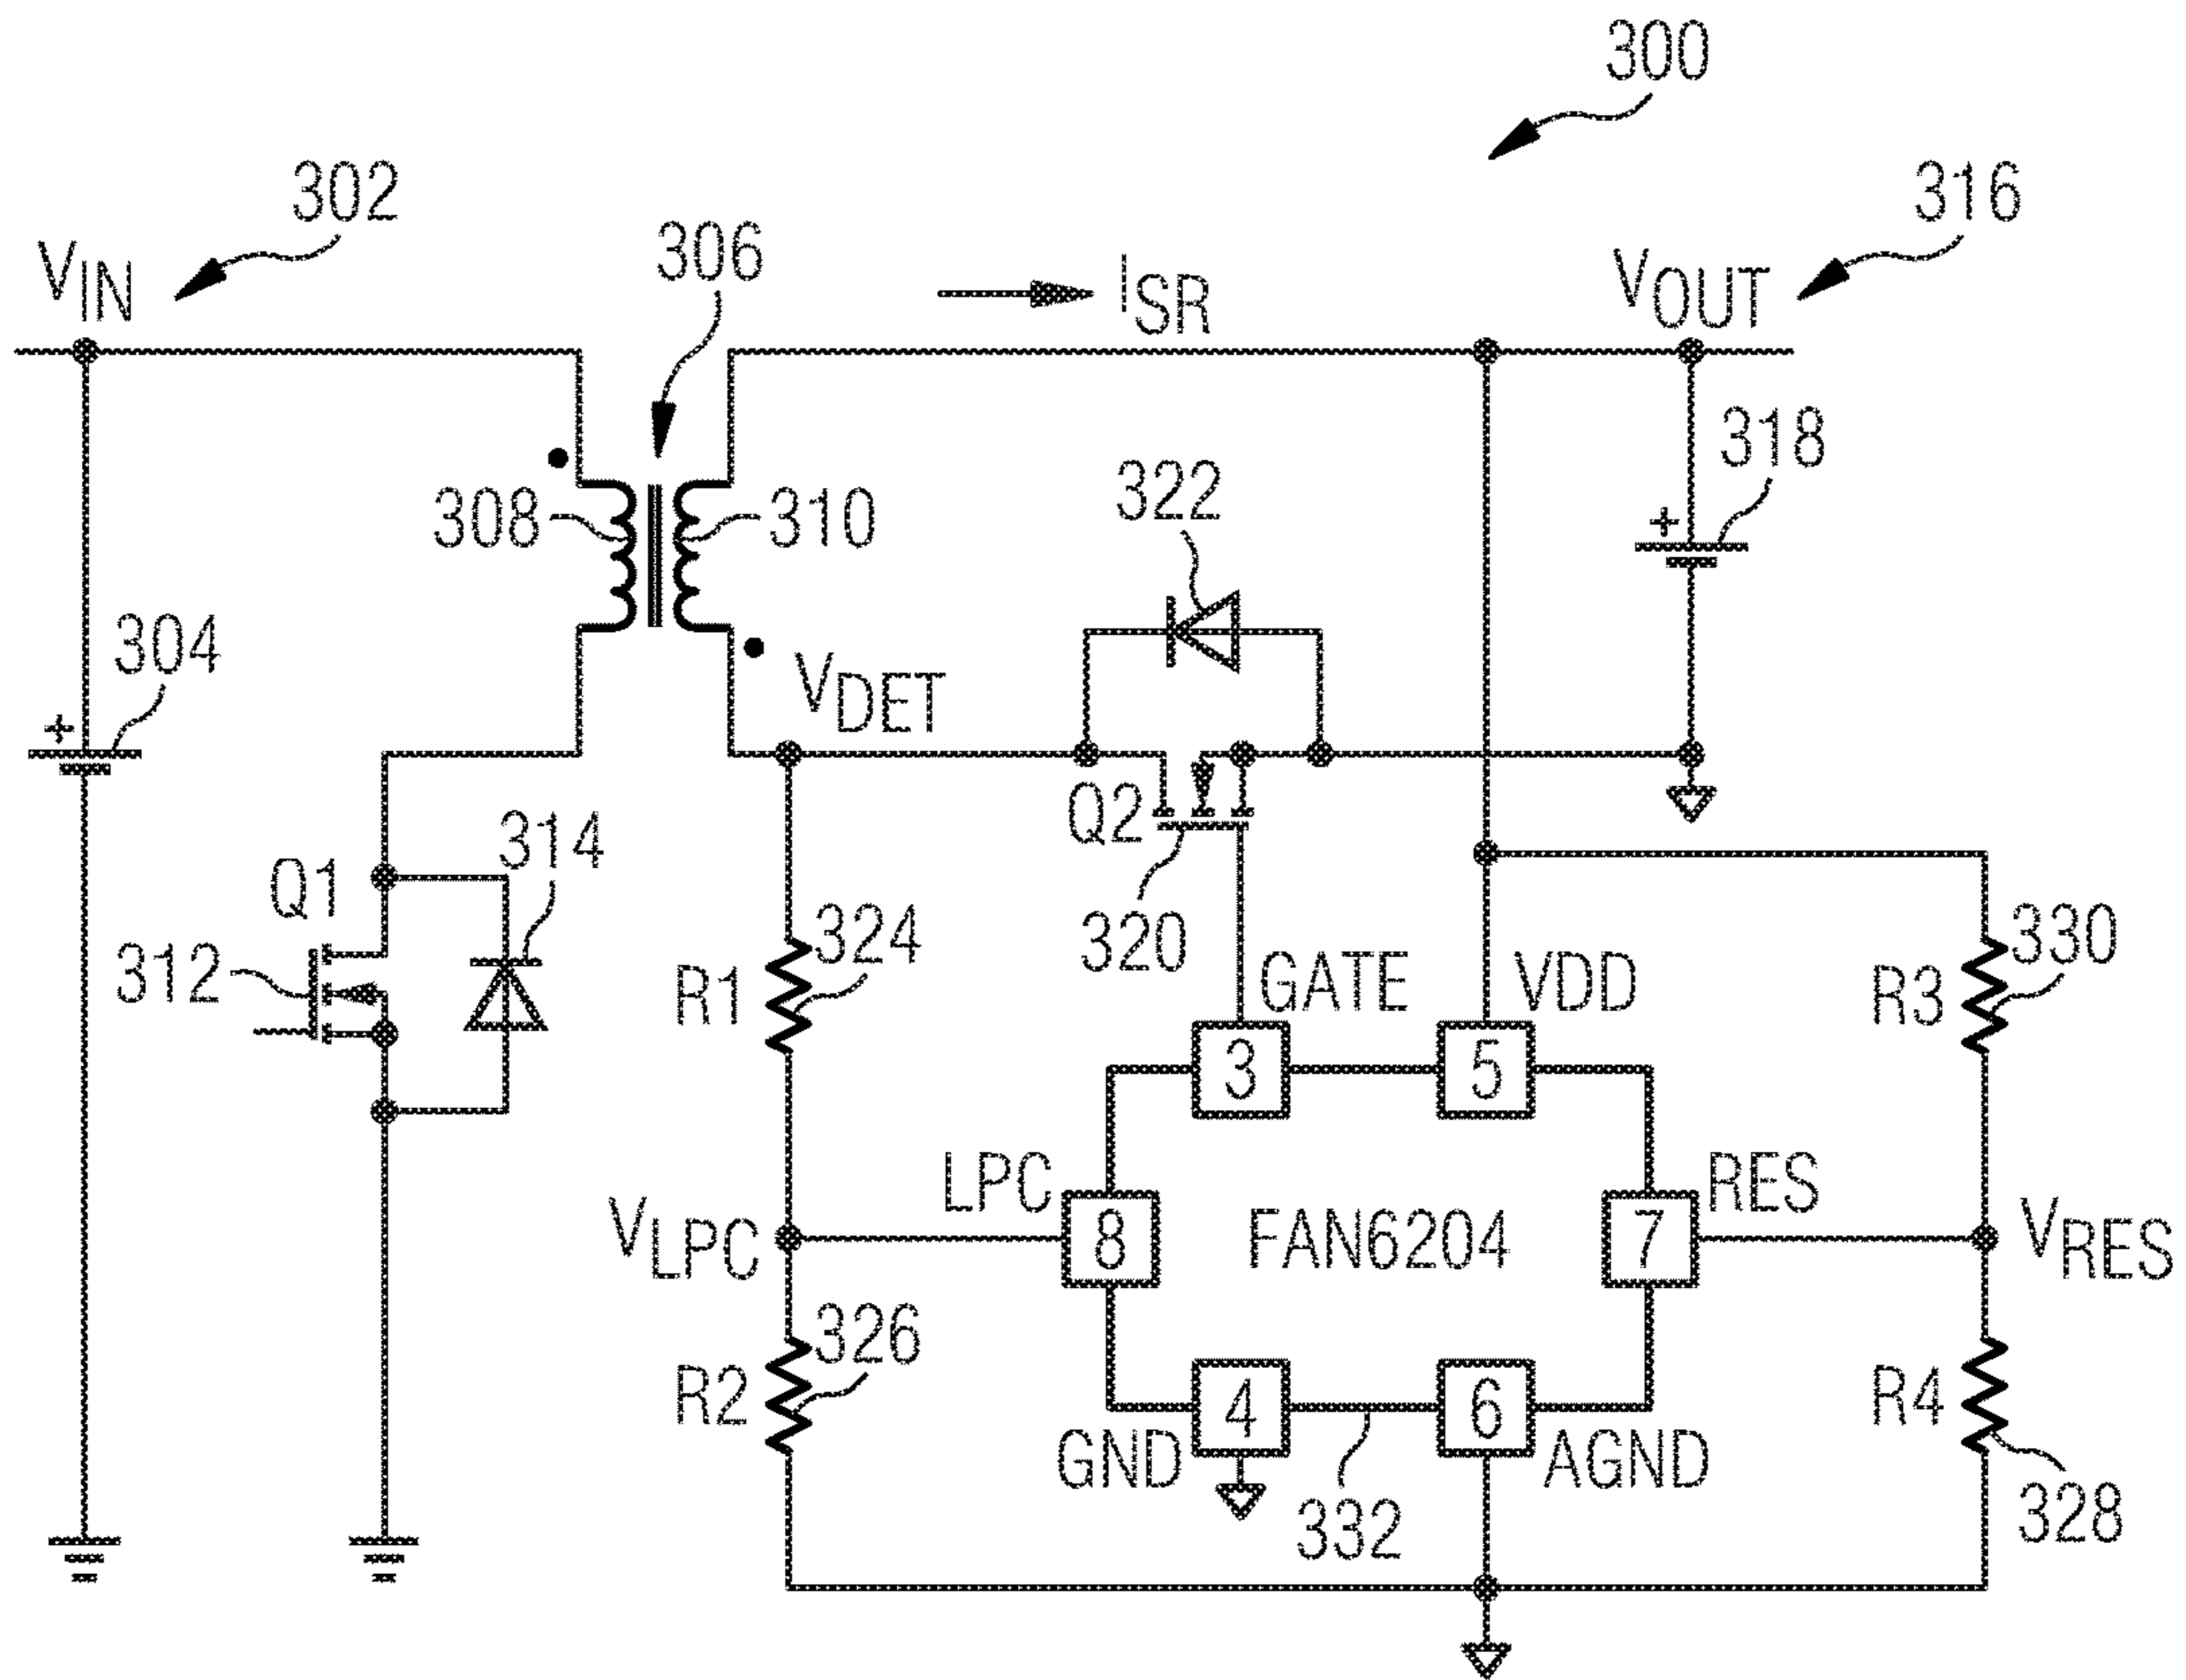 300
302
316
VIN
306
ISR
VOUT
318
308
310
322
+
304
+
VDET
Q2
314
Q1
312
R1
324
320
GATE
VDD
R3
330
3
5
LPC
RES
VLPC
8
FAN6204
7
VRES
R2
326
4
6
R4
GND
AGND
332
328